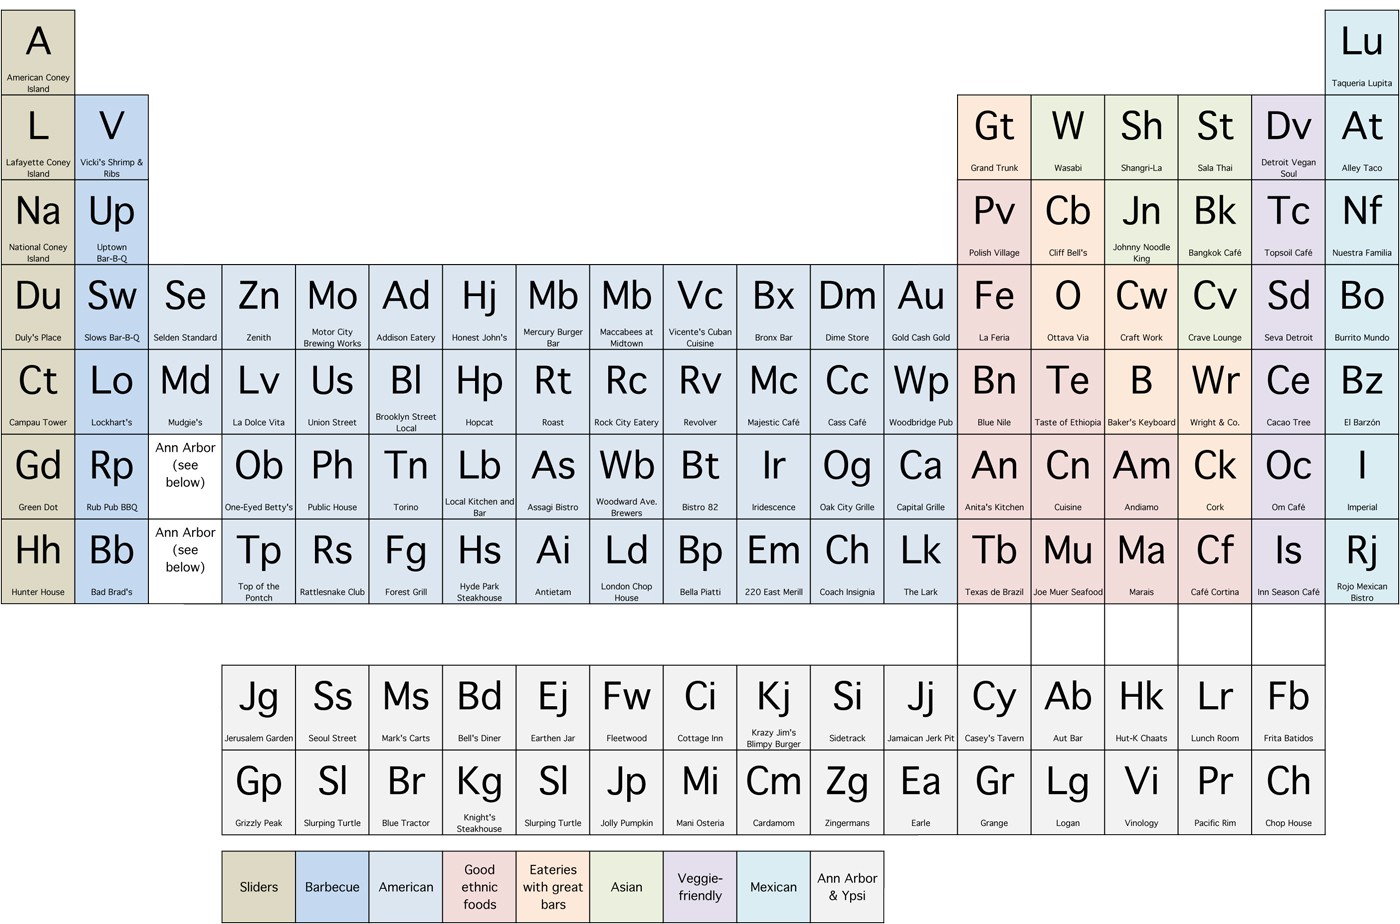 A
American Coney
Island
Lu
Taqueria Lupita
L
Lafayette Coney
Island
V
Vicki's Shrimp &
Ribs
Gt
Grand Trunk
W
Wasabi
Sh
Shangri-La
St
Sala Thai
Dv
Detroit Vegan
Soul
At
Alley Taco
Na
National Coney
Island
Up
Uptown
Bar-B-Q
Pv
Polish Village
Cb
Cliff Bell's
Jn
Johnny Noodle
King
Bk
Bangkok Café
Tc
Topsoil Café
Nf
Nuestra Familia
Du
Duly's Place
Sw
Slows Bar-B-Q
Se
Selden Standard
Zn
Zenith
Mo
Motor City
Brewing Works
Ad
Addison Eatery
Hj
Honest John's
Mb
Mercury Burger
Bar
Mb
Maccabees at
Midtown
Vc
Vicente's Cuban
Cuisine
Bx
Bronx Bar
Dm
Dime Store
Au
Gold Cash Gold
Fe
La Feria
O
Ottava Via
Cw
Craft Work
Cv
Crave Lounge
Sd
Seva Detroit
Bo
Burrito Mundo
Ct
Campau Tower
Lo
Lockhart's
Md
Mudgie's
Lv
La Dolce Vita
Us
Union Street
Bl
Brooklyn Street
Local
Hp
Hopcat
Rt
Roast
Rc
Rock City Eatery
Rv
Revolver
Mc
Majestic Café
Cc
Cass Café
Wp
Woodbridge Pub
Bn
Blue Nile
Te
Taste of Ethiopia
B
Baker's Keyboard
Wr
Wright & Co.
Ce
Cacao Tree
Bz
El Barzón
Gd
Green Dot
Rp
Rub Pub BBQ
Ann Arbor
(see
below)
Ob
One-Eyed Betty's
Ph
Public House
Tn
Torino
Lb
Local Kitchen and
Bar
As
Assagi Bistro
Wb
Woodward Ave.
Brewers
Bt
Bistro 82
Ir
Iridescence
Og
Oak City Grille
Ca
Capital Grille
An
Anita's Kitchen
Cn
Cuisine
Am
Andiamo
Ck
Cork
Oc
Om Café
I
Imperial
Hh
Hunter House
Bb
Bad Brad's
Ann Arbor
(see
below)
Tp
Top of the
Pontch
Rs
Rattlesnake Club
Fg
Forest Grill
Hs
Hyde Park
Steakhouse
Ai
Antietam
Ld
London Chop
House
Bp
Bella Piatti
Em
220 East Merill
Ch
Coach Insignia
Lk
The Lark
Tb
Texas de Brazil
Mu
Joe Muer Seafood
Ma
Marais
Cf
Café Cortina
Is
Inn Season Café
Rj
Rojo Mexican
Bistro
Jg
Jerusalem Garden
Ss
Seoul Street
Ms
Mark's Carts
Bd
Bell's Diner
Ej
Earthen Jar
Fw
Fleetwood
Ci
Cottage Inn
Kj
Krazy Jim's
Blimpy Burger
Si
Sidetrack
Jj
Jamaican Jerk Pit
Cy
Casey's Tavern
Ab
Aut Bar
Hk
Hut-K Chaats
Lr
Lunch Room
Fb
Frita Batidos
Gp
Grizzly Peak
Sl
Slurping Turtle
Br
Blue Tractor
Kg
Knight's
Steakhouse
Sl
Slurping Turtle
Jp
Jolly Pumpkin
Mi
Mani Osteria
Cm
Cardamom
Zg
Zingermans
Ea
Earle
Gr
Grange
Lg
Logan
Vi
Vinology
Pr
Pacific Rim
Ch
Chop House
Sliders
Barbecue
American
Good
ethnic
foods
Eateries
with great
bars
Asian
Veggie-
friendly
Mexican
Ann Arbor
& Ypsi